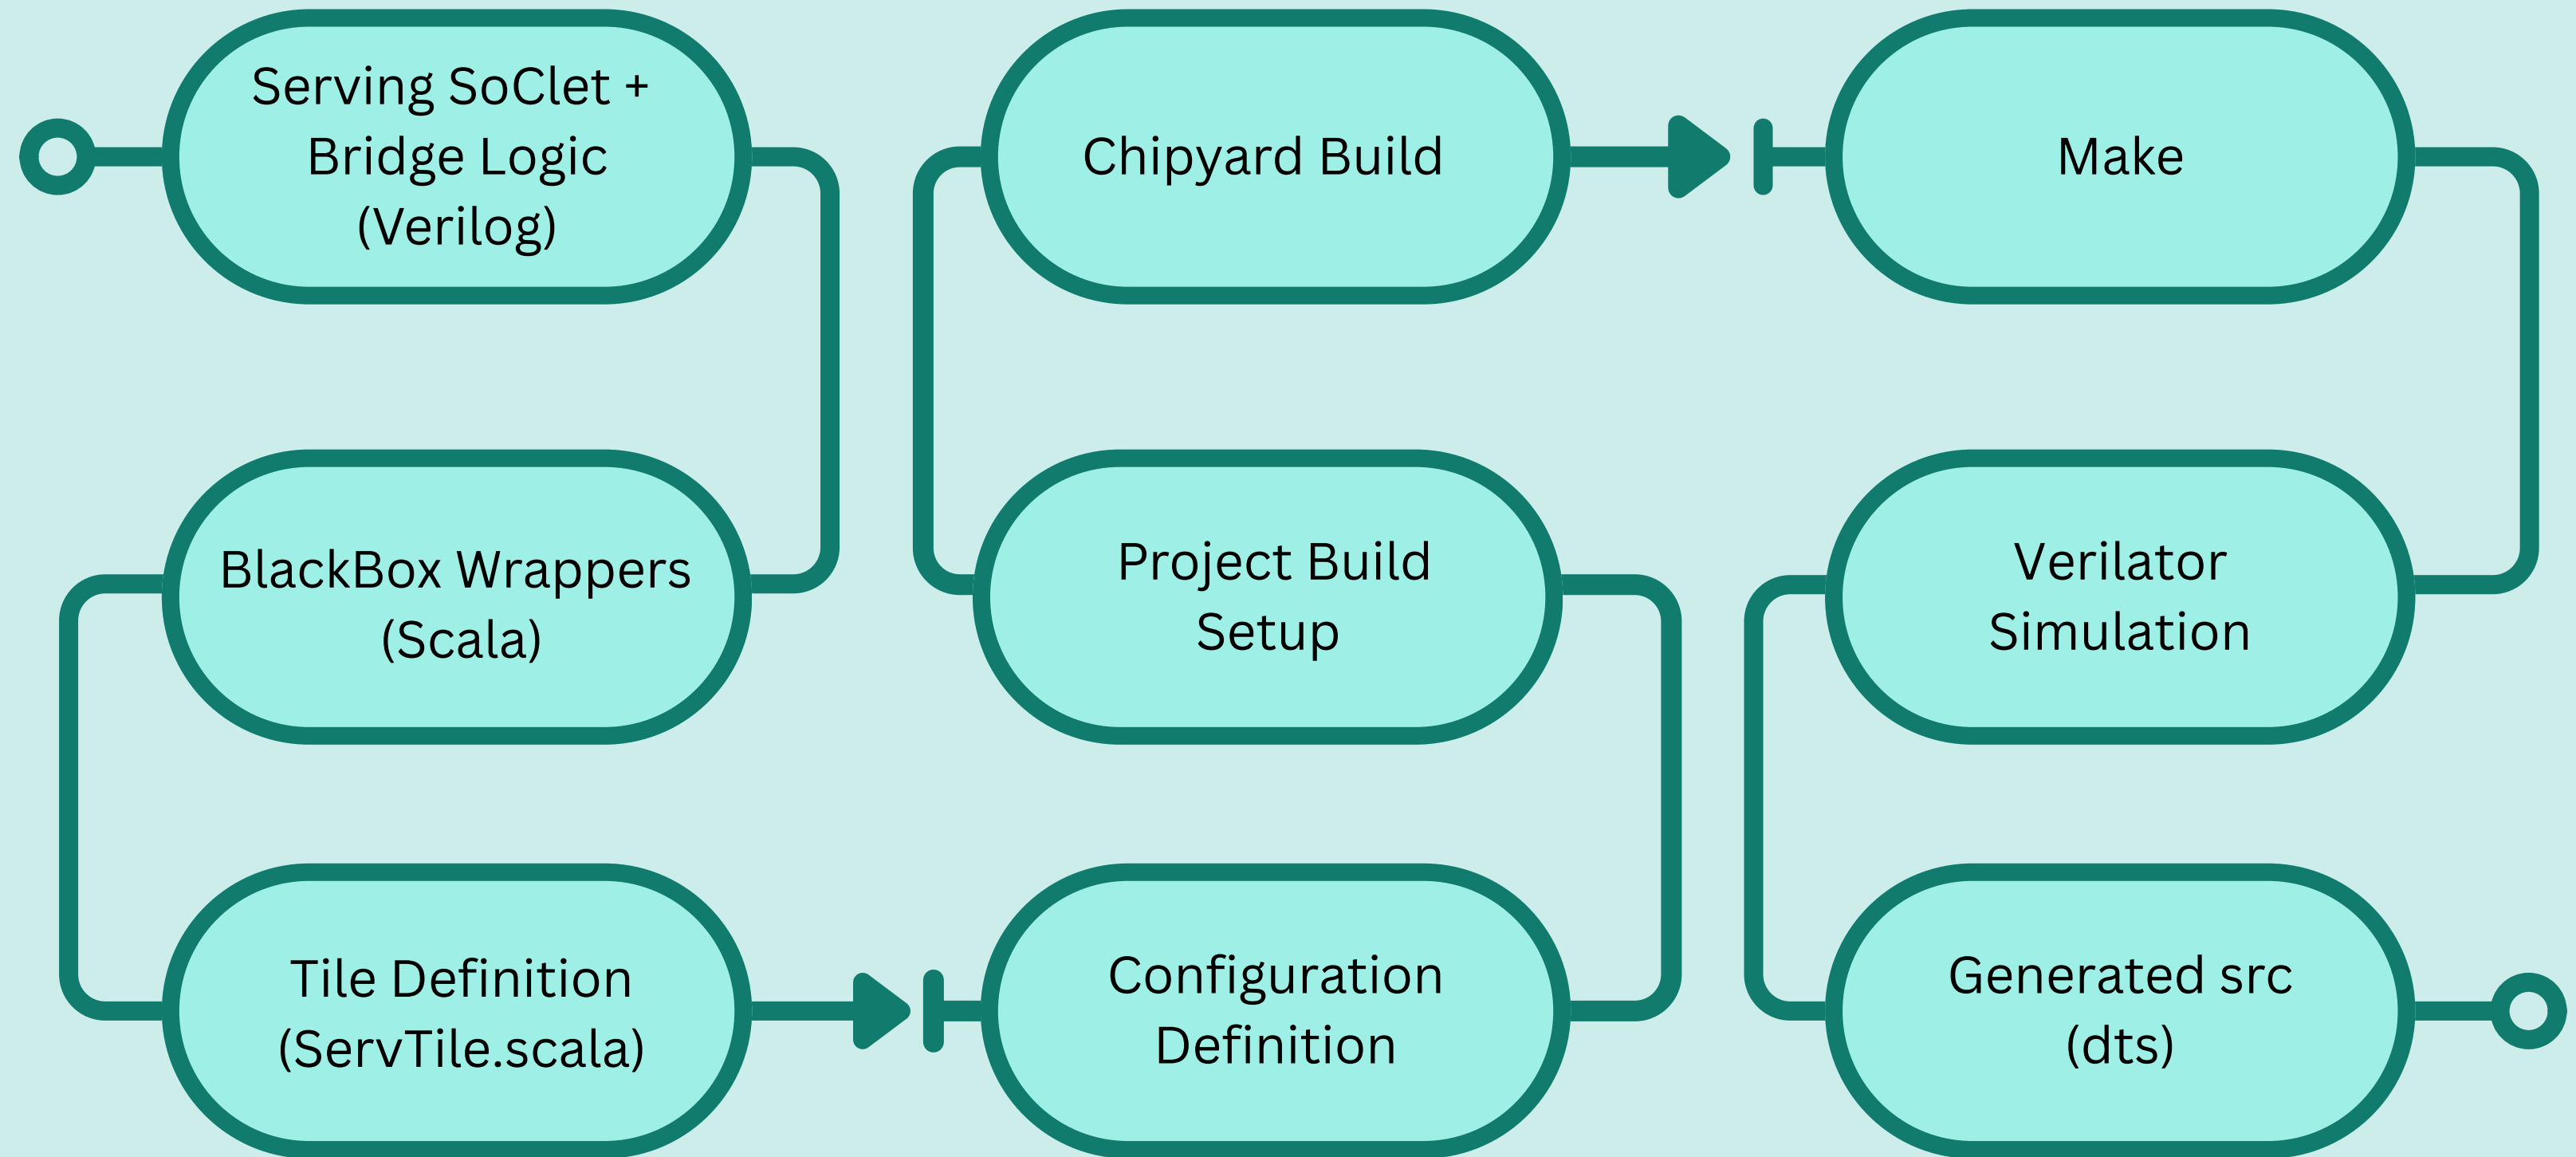 Serving SoClet +
Bridge Logic
(Verilog)
BlackBox Wrappers
(Scala)
Tile Definition
(ServTile.scala)
Configuration
Definition
Project Build
Setup
Chipyard Build
Make
Verilator
Simulation
Generated src
(dts)